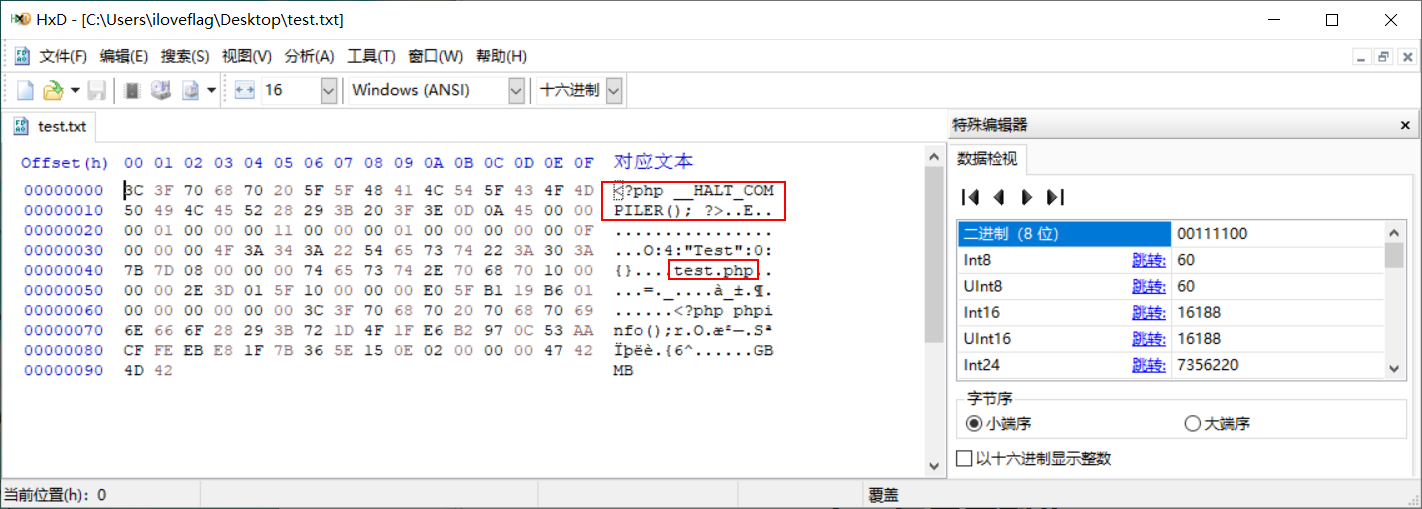 HxD - [C:\Users\iloveflag\Desktop\test.txt]
文件(F) 编辑(E) 搜索(S) 视图(V) 分析(A) 工具(T) 窗口(W) 帮助(H)
16 Windows (ANSI) 十六进制
test.txt
Offset(h) 00 01 02 03 04 05 06 07 08 09 0A 0B 0C 0D 0E 0F 对应文本
00000000 3C 3F 70 68 70 20 5F 5F 48 41 4C 54 5F 43 4F 4D <?php __HALT_COM
00000010 50 49 4C 45 52 28 29 3B 20 3F 3E 0D 0A 45 00 00 PILER(); ?>..E..
00000020 00 01 00 00 00 11 00 00 00 01 00 00 00 00 00 0F ................
00000030 00 00 00 4F 3A 34 3A 22 54 65 73 74 22 3A 30 3A ...O:4:"Test":0:
00000040 7B 7D 08 00 00 00 74 65 73 74 2E 70 68 70 10 00 {}....test.php..
00000050 00 00 2E 3D 01 5F 10 00 00 00 E0 5F B1 19 B6 01 ...=._....à_±.¶.
00000060 00 00 00 00 00 00 3C 3F 70 68 70 20 70 68 70 69 ......<?php phpi
00000070 6E 66 6F 28 29 3B 72 1D 4F 1F E6 B2 97 0C 53 AA nfo();r.O.æ²—.Sª
00000080 CF FE EB E8 1F 7B 36 5E 15 0E 02 00 00 00 47 42 Ïþëè.{6^......GB
00000090 4D 42 MB
特殊编辑器
数据检视
二进制（8 位） 00111100
Int8 跳转: 60
UInt8 跳转: 60
Int16 跳转: 16188
UInt16 跳转: 16188
Int24 跳转: 7356220
字节序
小端序 大端序
以十六进制显示整数
当前位置(h): 0 覆盖